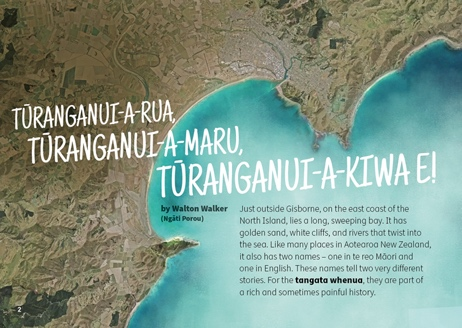 TŪRANGANUI-A-RUA,
TŪRANGANUI-A-MARU,
TŪRANGANUI-A-KIWA E!
by Walton Walker
(Ngāti Porou)
Just outside Gisborne, on the east coast of the
North Island, lies a long, sweeping bay. It has
golden sand, white cliffs, and rivers that twist into
the sea. Like many places in Aotearoa New Zealand,
it also has two names – one in te reo Māori and
one in English. These names tell two very different
stories. For the tangata whenua, they are part of
a rich and sometimes painful history.
2